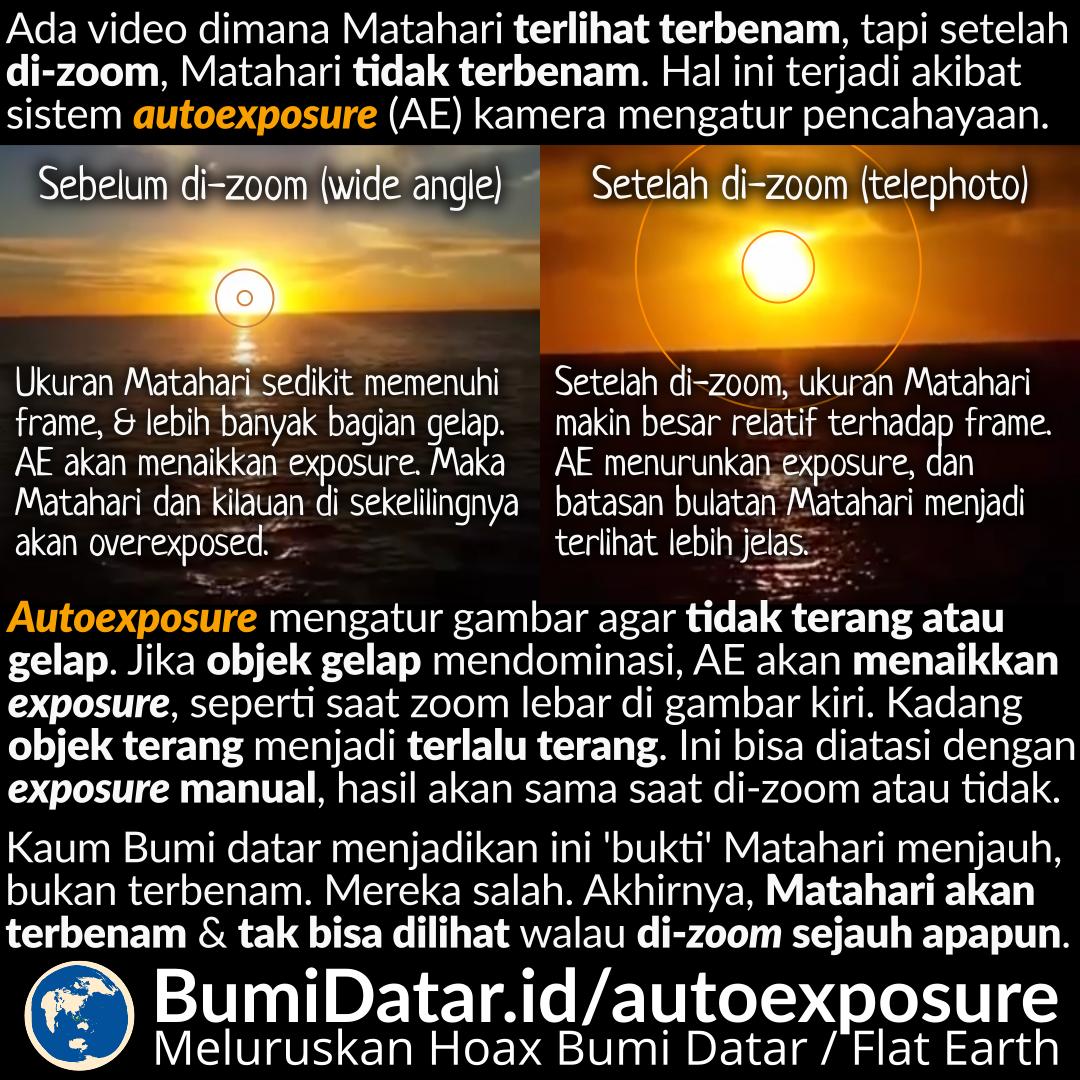 Ada video dimana Matahari terlihat terbenam, tapi setelah
di-zoom, Matahari tidak terbenam. Hal ini terjadi akibat
sistem autoexposure (AE) kamera mengatur pencahayaan.
Sebelum di-zoom (wide angle)
Ukuran Matahari sedikit memenuhi
frame, & lebih banyak bagian gelap.
AE akan menaikkan exposure. Maka
Matahari dan kilauan di sekelilingnya
akan overexposed.
Setelah di-zoom (telephoto)
Setelah di-zoom, ukuran Matahari
makin besar relatif terhadap frame.
AE menurunkan exposure, dan
batasan bulatan Matahari menjadi
terlihat lebih jelas.
Autoexposure mengatur gambar agar tidak terang atau
gelap. Jika objek gelap mendominasi, AE akan menaikkan
exposure, seperti saat zoom lebar di gambar kiri. Kadang
objek terang menjadi terlalu terang. Ini bisa diatasi dengan
exposure manual, hasil akan sama saat di-zoom atau tidak.
Kaum Bumi datar menjadikan ini 'bukti' Matahari menjauh,
bukan terbenam. Mereka salah. Akhirnya, Matahari akan
terbenam & tak bisa dilihat walau di-zoom sejauh apapun.
BumiDatar.id/autoexposure
Meluruskan Hoax Bumi Datar / Flat Earth